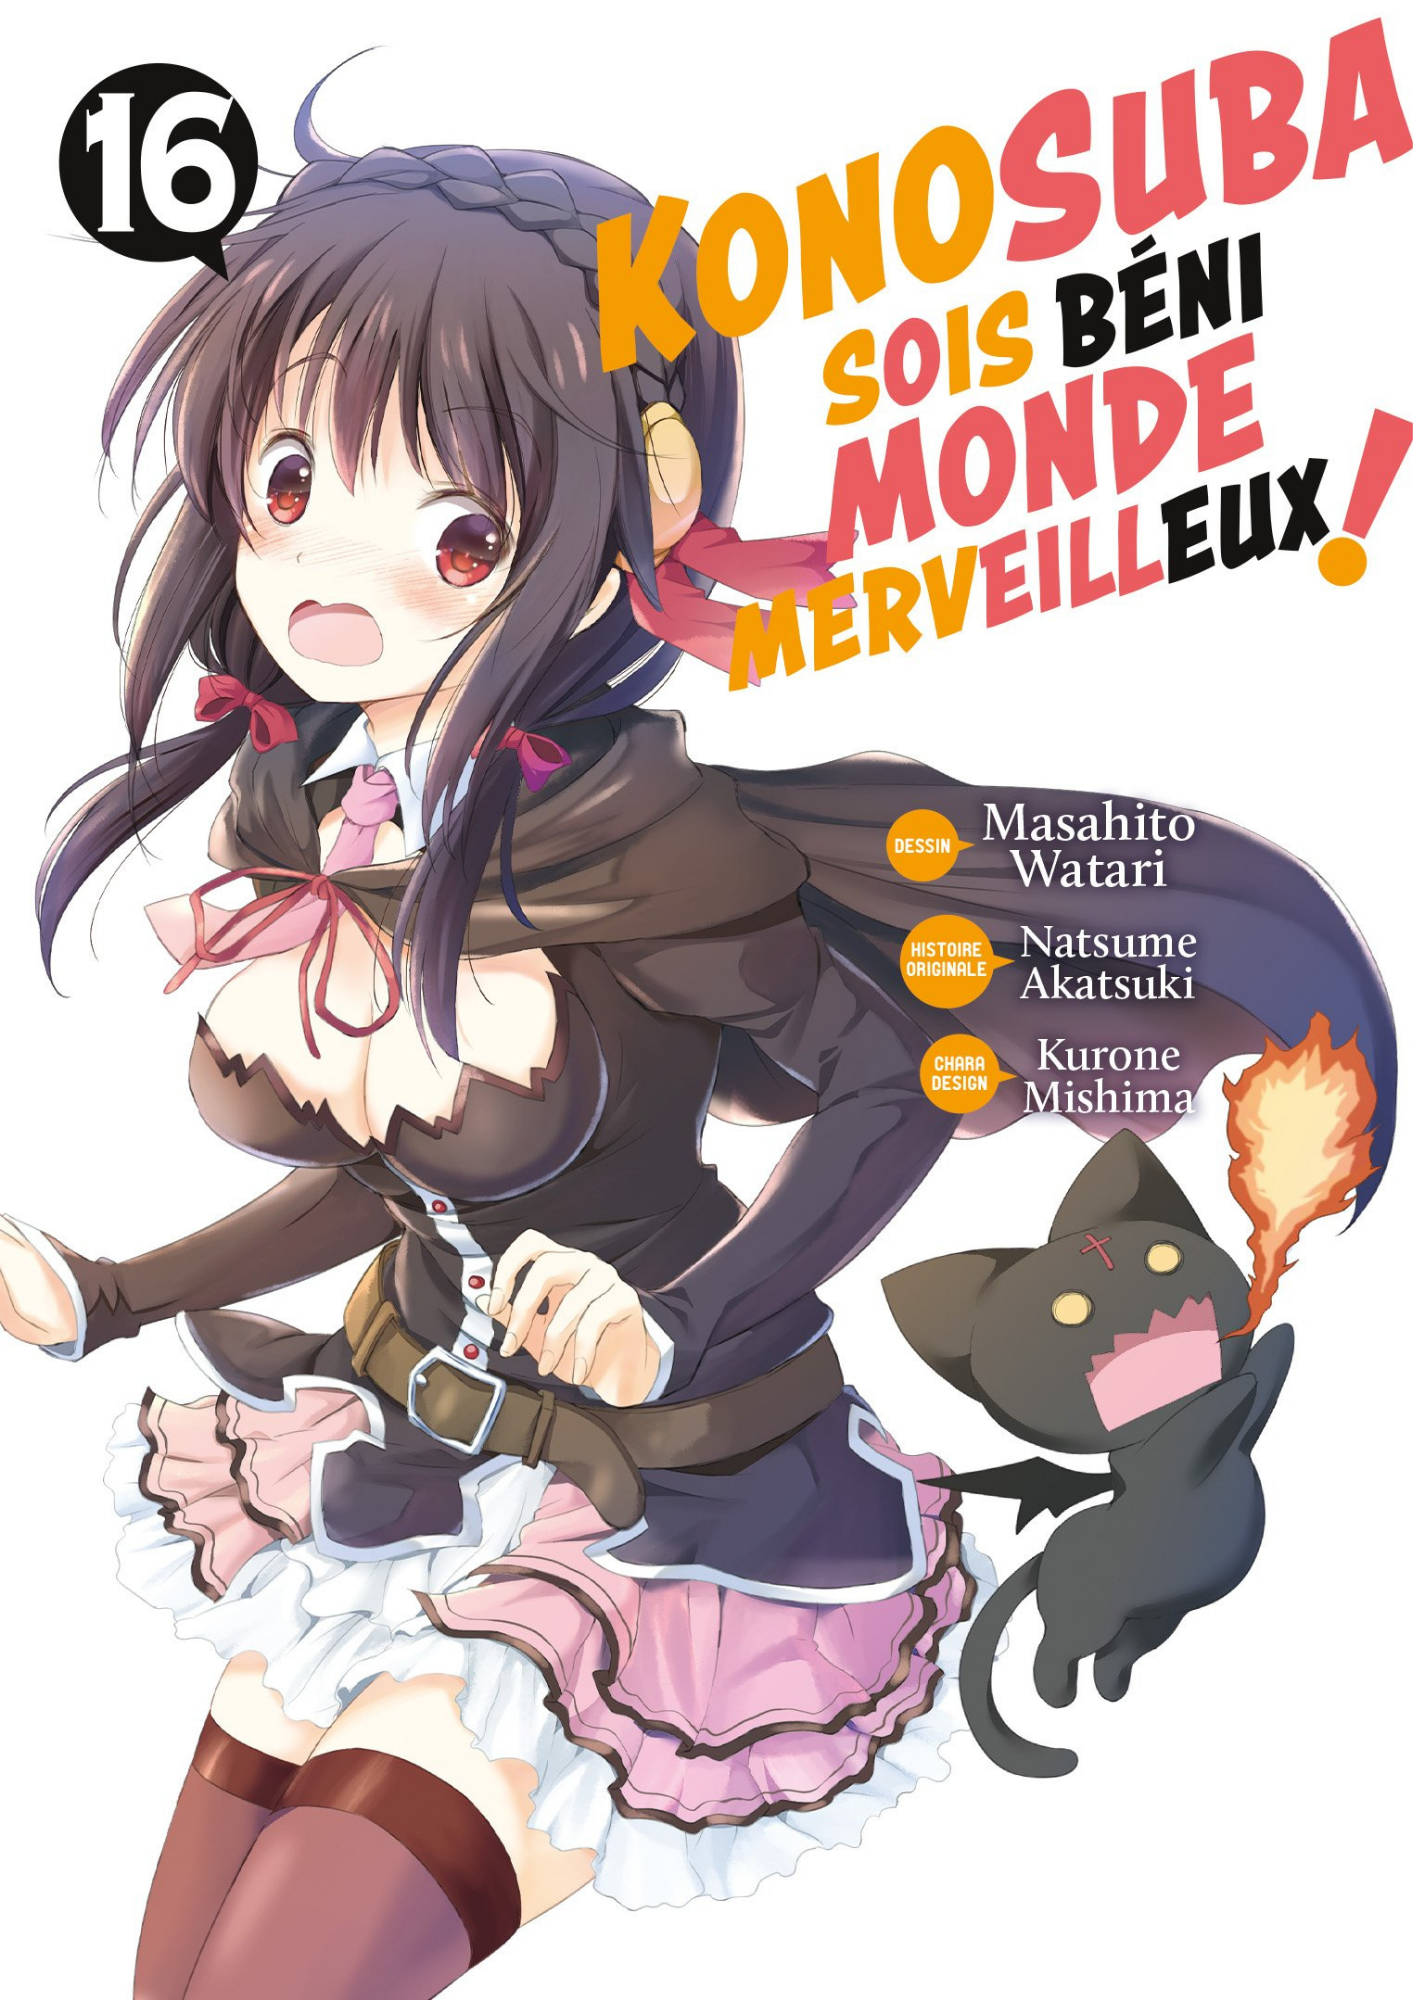 16
KONOSUBA
SOIS BÉNI
MONDE
MERVEILLEUX!
DESSIN
Masahito
Watari
HISTOIRE
ORIGINALE
Natsume
Akatsuki
CHARA
DESIGN
Kurone
Mishima